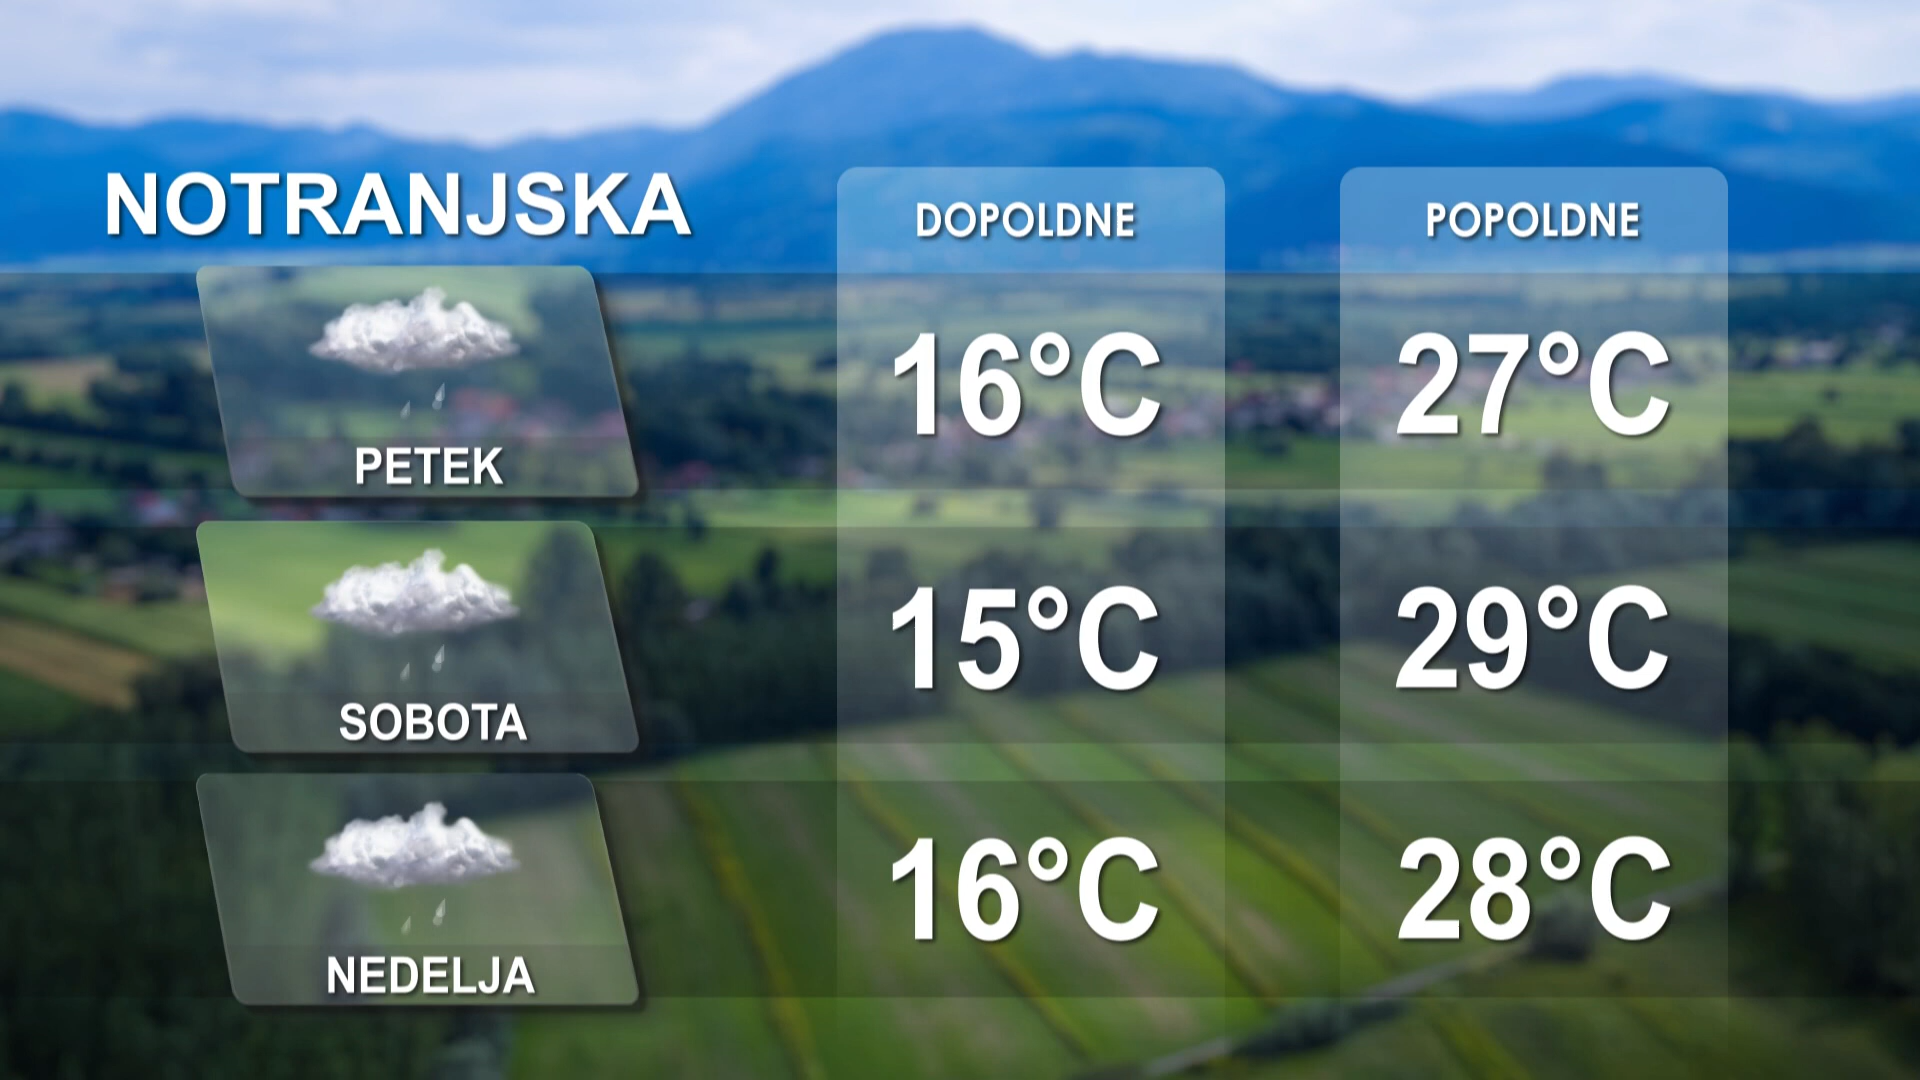 NOTRANJSKA
DOPOLDNE POPOLDNE
PETEK 16°C 27°C
SOBOTA 15°C 29°C
NEDELJA 16°C 28°C